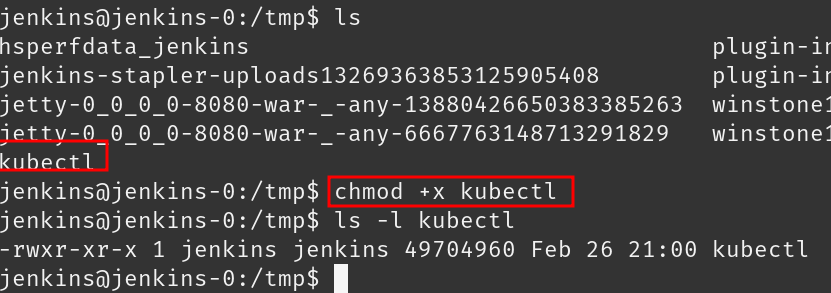 jenkins@jenkins-0:/tmp$ ls
hsperfdata_jenkins plugin-in
jenkins-stapler-uploads13269363853125905408 plugin-in
jetty-0_0_0_0-8080-war-_-any-13880426650383385263 winstone1
jetty-0_0_0_0-8080-war-_-any-6667763148713291829 winstone1
kubectl
jenkins@jenkins-0:/tmp$ chmod +x kubectl
jenkins@jenkins-0:/tmp$ ls -l kubectl
-rwxr-xr-x 1 jenkins jenkins 49704960 Feb 26 21:00 kubectl
jenkins@jenkins-0:/tmp$